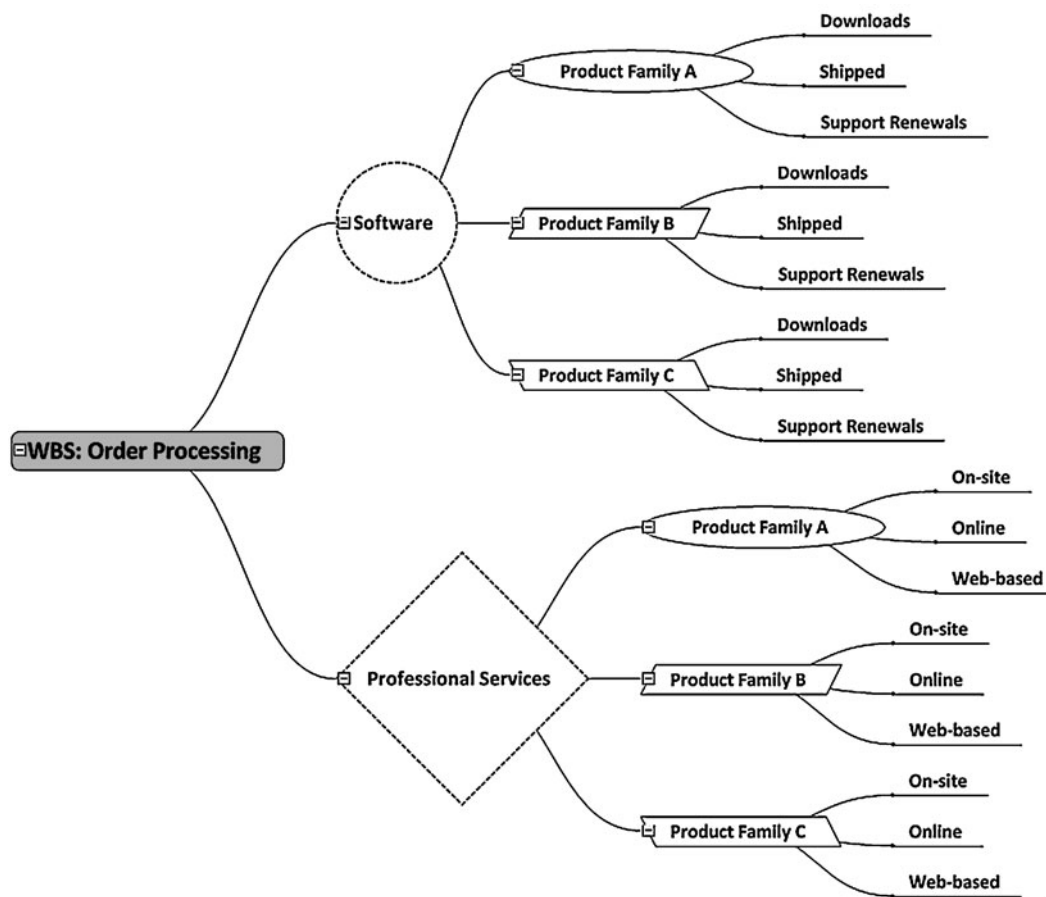 WBS: Order Processing
Software
Product Family A
Downloads
Shipped
Support Renewals
Product Family B
Downloads
Shipped
Support Renewals
Product Family C
Downloads
Shipped
Support Renewals
Professional Services
Product Family A
On-site
Online
Web-based
Product Family B
On-site
Online
Web-based
Product Family C
On-site
Online
Web-based